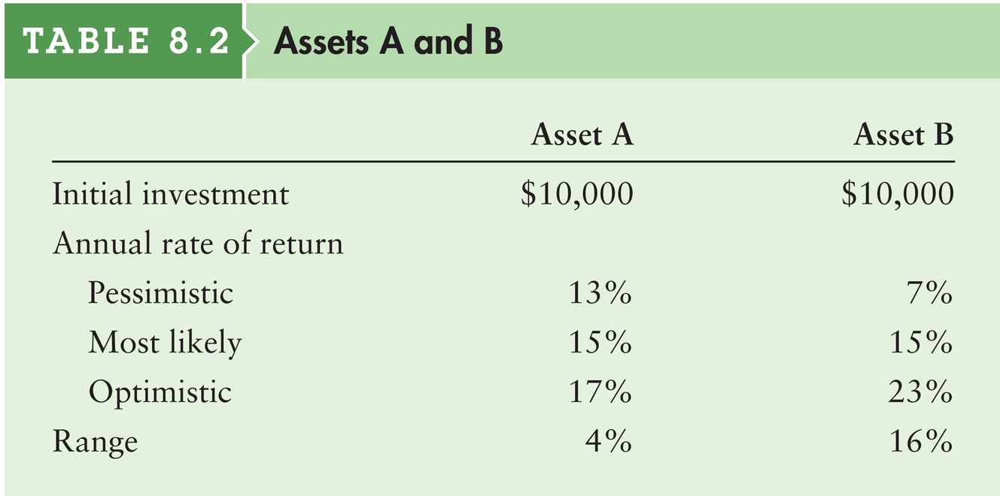 TABLE 8.2 Assets A and B
Asset A Asset B
Initial investment $10,000 $10,000
Annual rate of return
Pessimistic 13% 7%
Most likely 15% 15%
Optimistic 17% 23%
Range 4% 16%